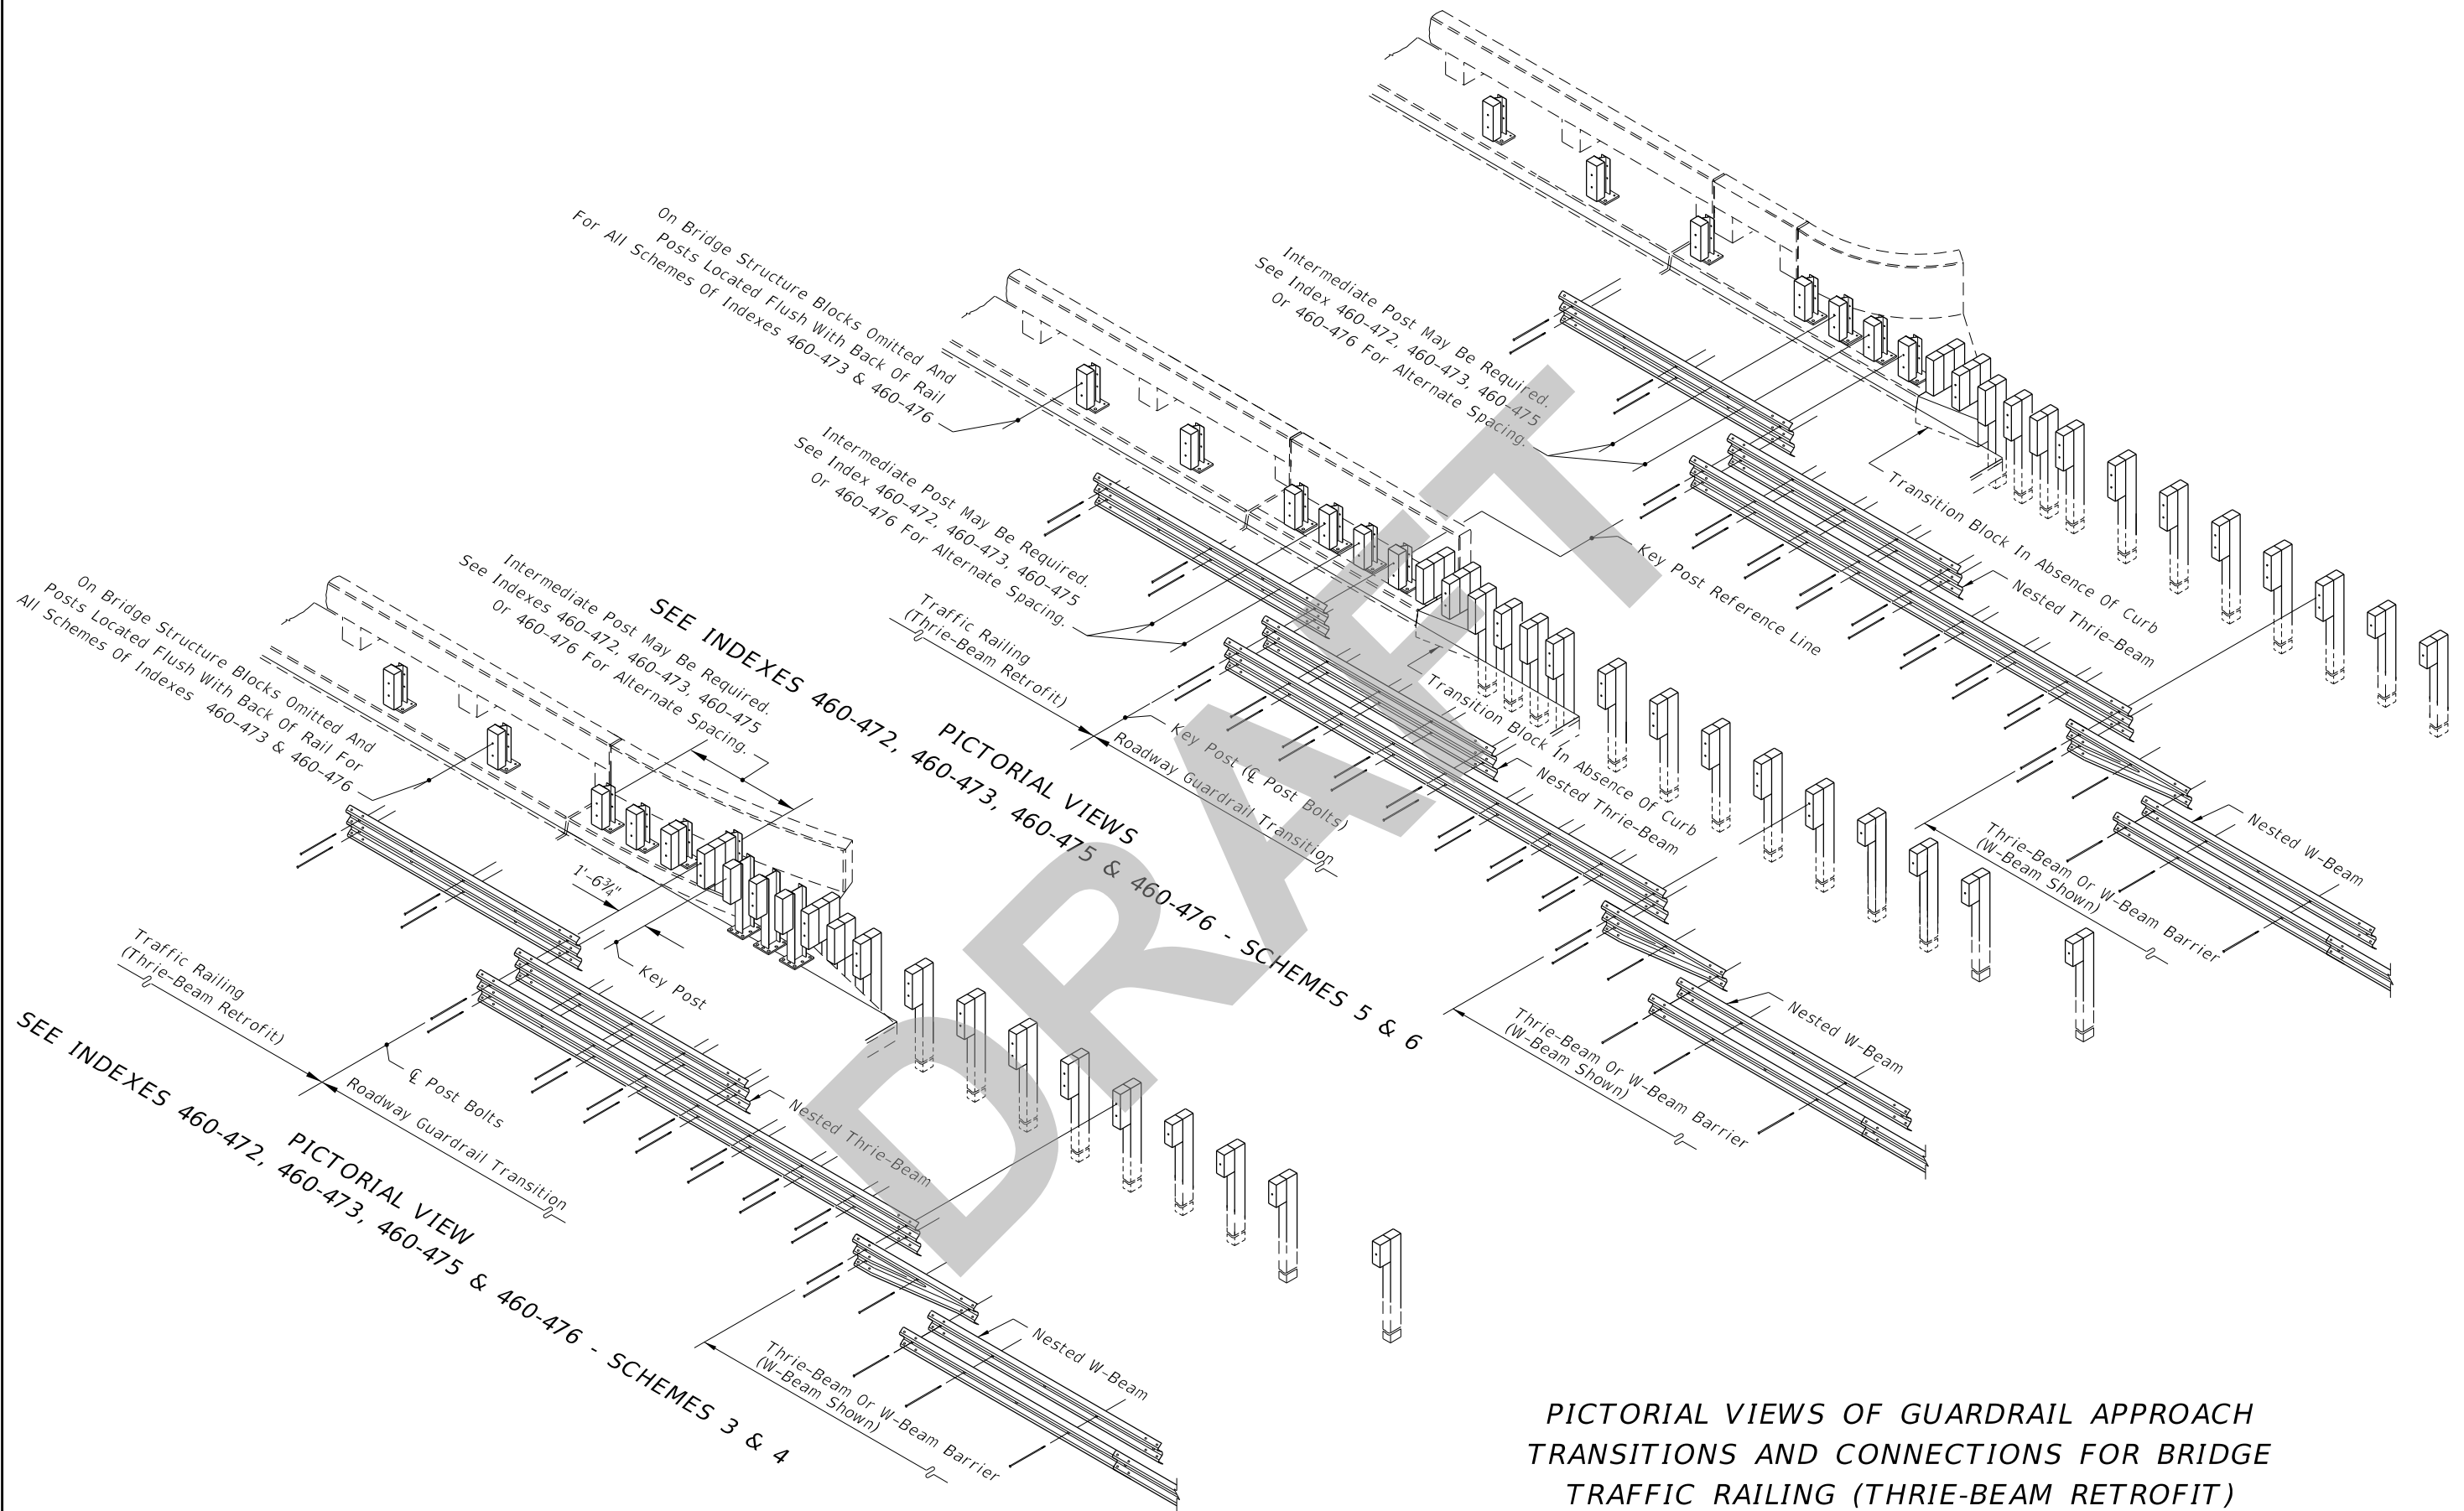 On Bridge Structure Blocks Omitted And
Posts Located Flush With Back Of Rail
For All Schemes Of Indexes 460-473 & 460-476
Intermediate Post May Be Required.
See Index 460-472, 460-473, 460-475
Or 460-476 For Alternate Spacing.
Transition Block In Absence Of Curb
Nested Thrie-Beam
Key Post Reference Line
Nested W-Beam
Thrie-Beam Or W-Beam Barrier
(W-Beam Shown)
Intermediate Post May Be Required.
See Index 460-472, 460-473, 460-475
Or 460-476 For Alternate Spacing.
Traffic Railing
(Thrie-Beam Retrofit)
Key Post (℄ Post Bolts)
Roadway Guardrail Transition
Transition Block In Absence Of Curb
Nested Thrie-Beam
Nested W-Beam
Thrie-Beam Or W-Beam Barrier
(W-Beam Shown)
PICTORIAL VIEWS
SEE INDEXES 460-472, 460-473, 460-475 & 460-476 - SCHEMES 5 & 6
On Bridge Structure Blocks Omitted And
Posts Located Flush With Back Of Rail For
All Schemes Of Indexes 460-473 & 460-476
Intermediate Post May Be Required.
See Indexes 460-472, 460-473, 460-475
Or 460-476 For Alternate Spacing.
1'-6¾"
Key Post
Traffic Railing
(Thrie-Beam Retrofit)
℄ Post Bolts
Roadway Guardrail Transition
Nested Thrie-Beam
Nested W-Beam
Thrie-Beam Or W-Beam Barrier
(W-Beam Shown)
PICTORIAL VIEW
SEE INDEXES 460-472, 460-473, 460-475 & 460-476 - SCHEMES 3 & 4
DRAFT
PICTORIAL VIEWS OF GUARDRAIL APPROACH
TRANSITIONS AND CONNECTIONS FOR BRIDGE
TRAFFIC RAILING (THRIE-BEAM RETROFIT)